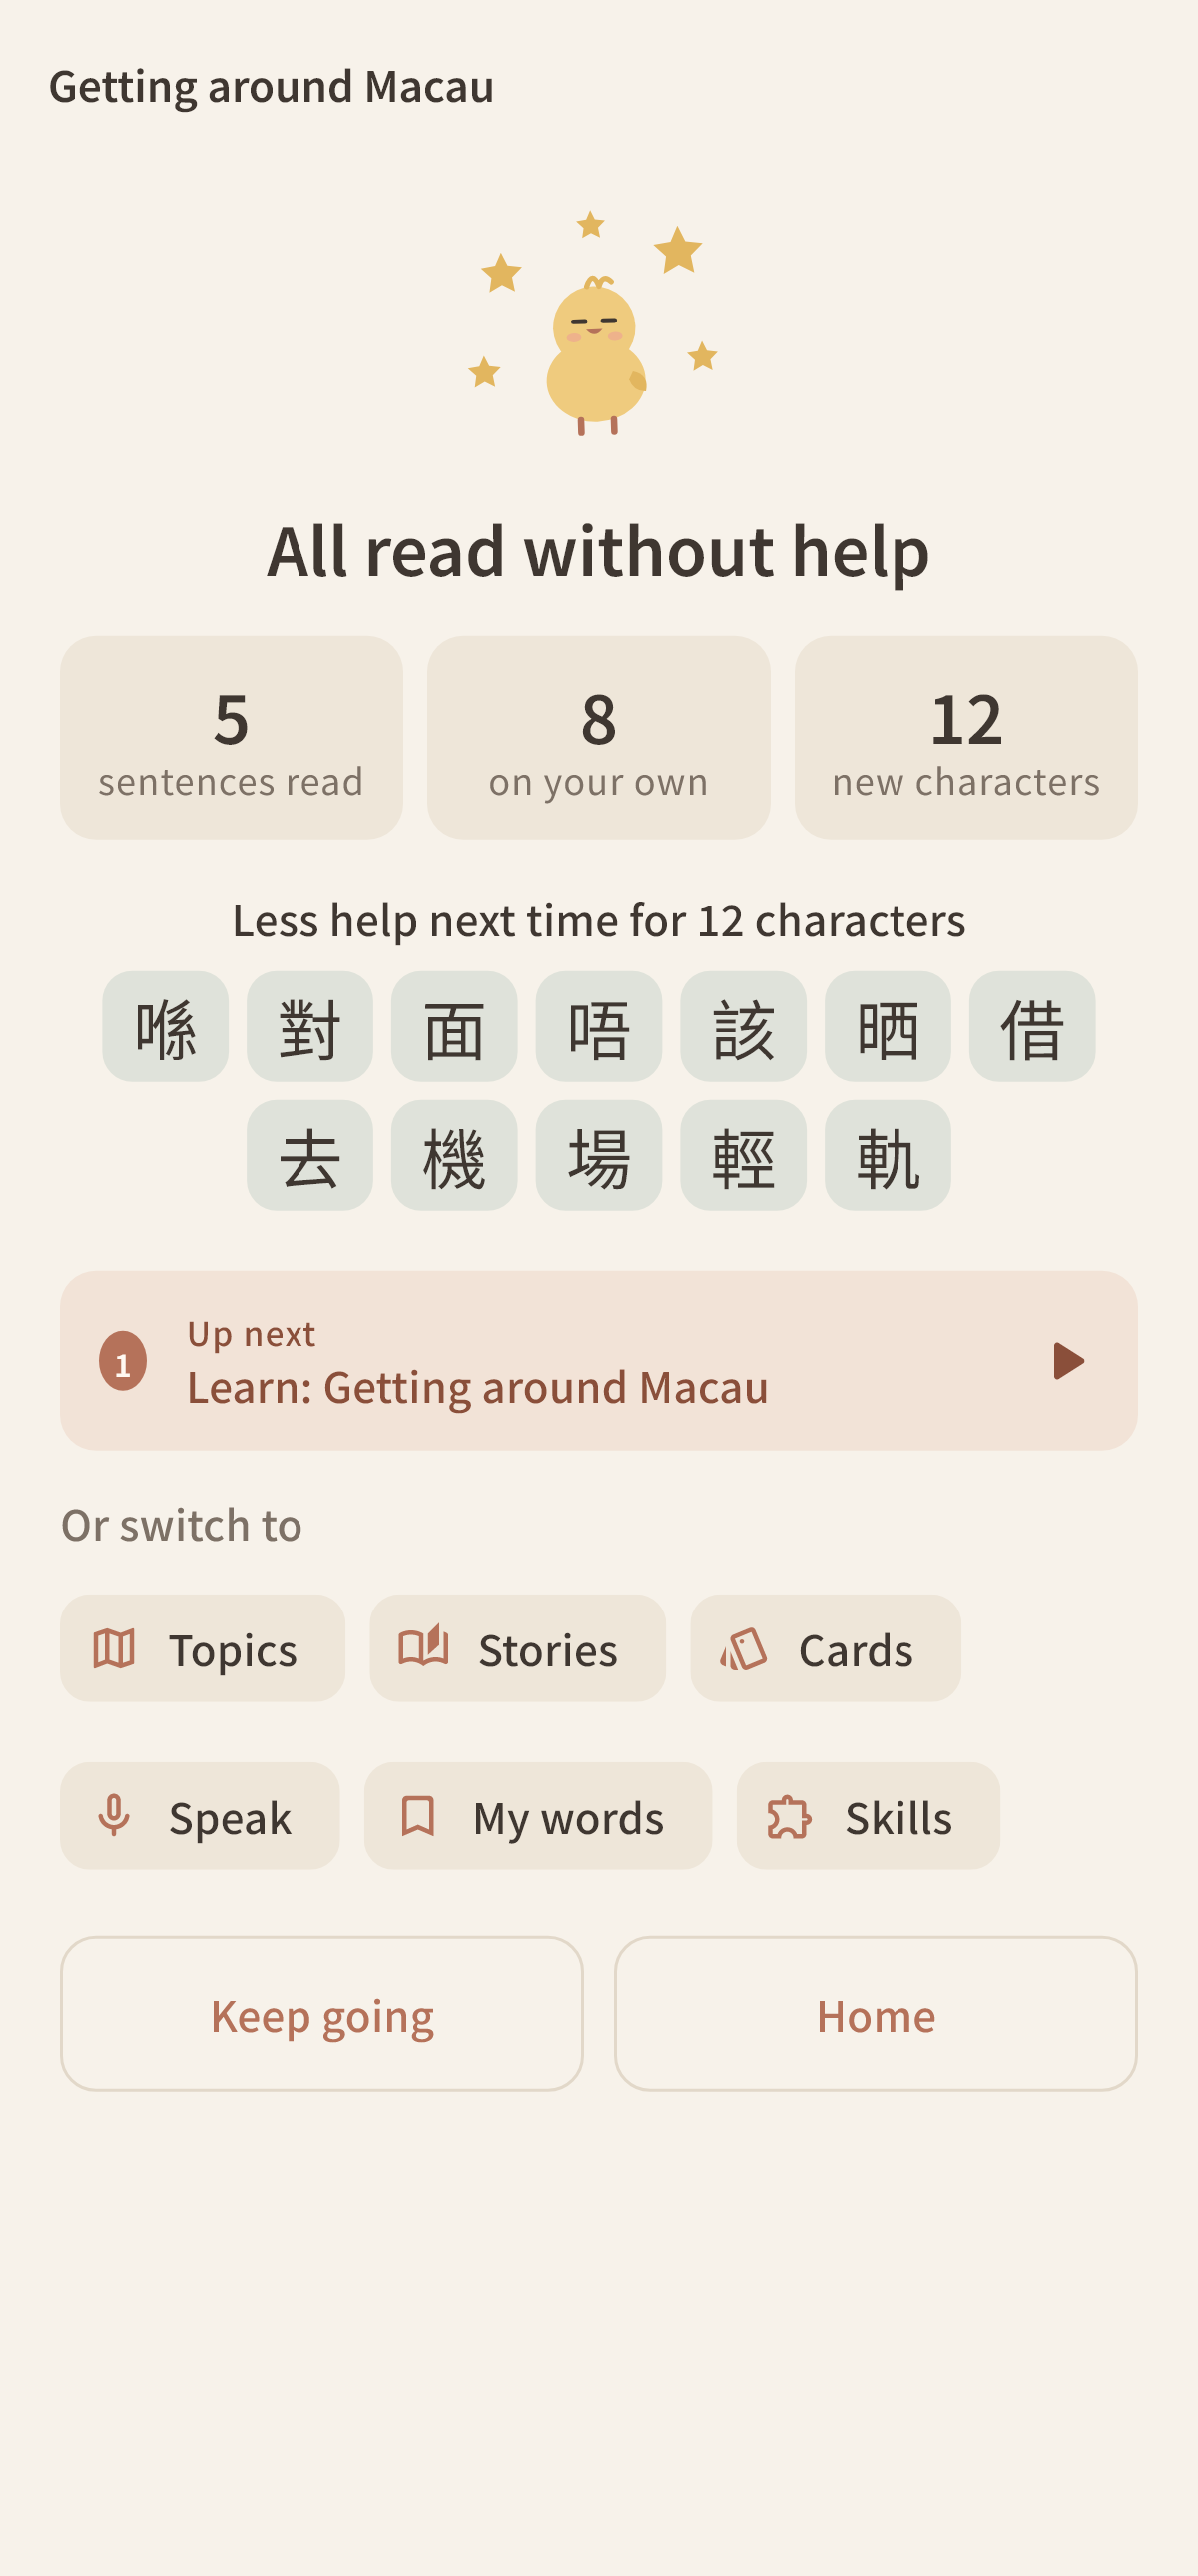 Getting around Macau
All read without help
5
sentences read
8
on your own
12
new characters
Less help next time for 12 characters
喺 對 面 唔 該 晒 借
去 機 場 輕 軌
1
Up next
Learn: Getting around Macau
Or switch to
Topics
Stories
Cards
Speak
My words
Skills
Keep going
Home